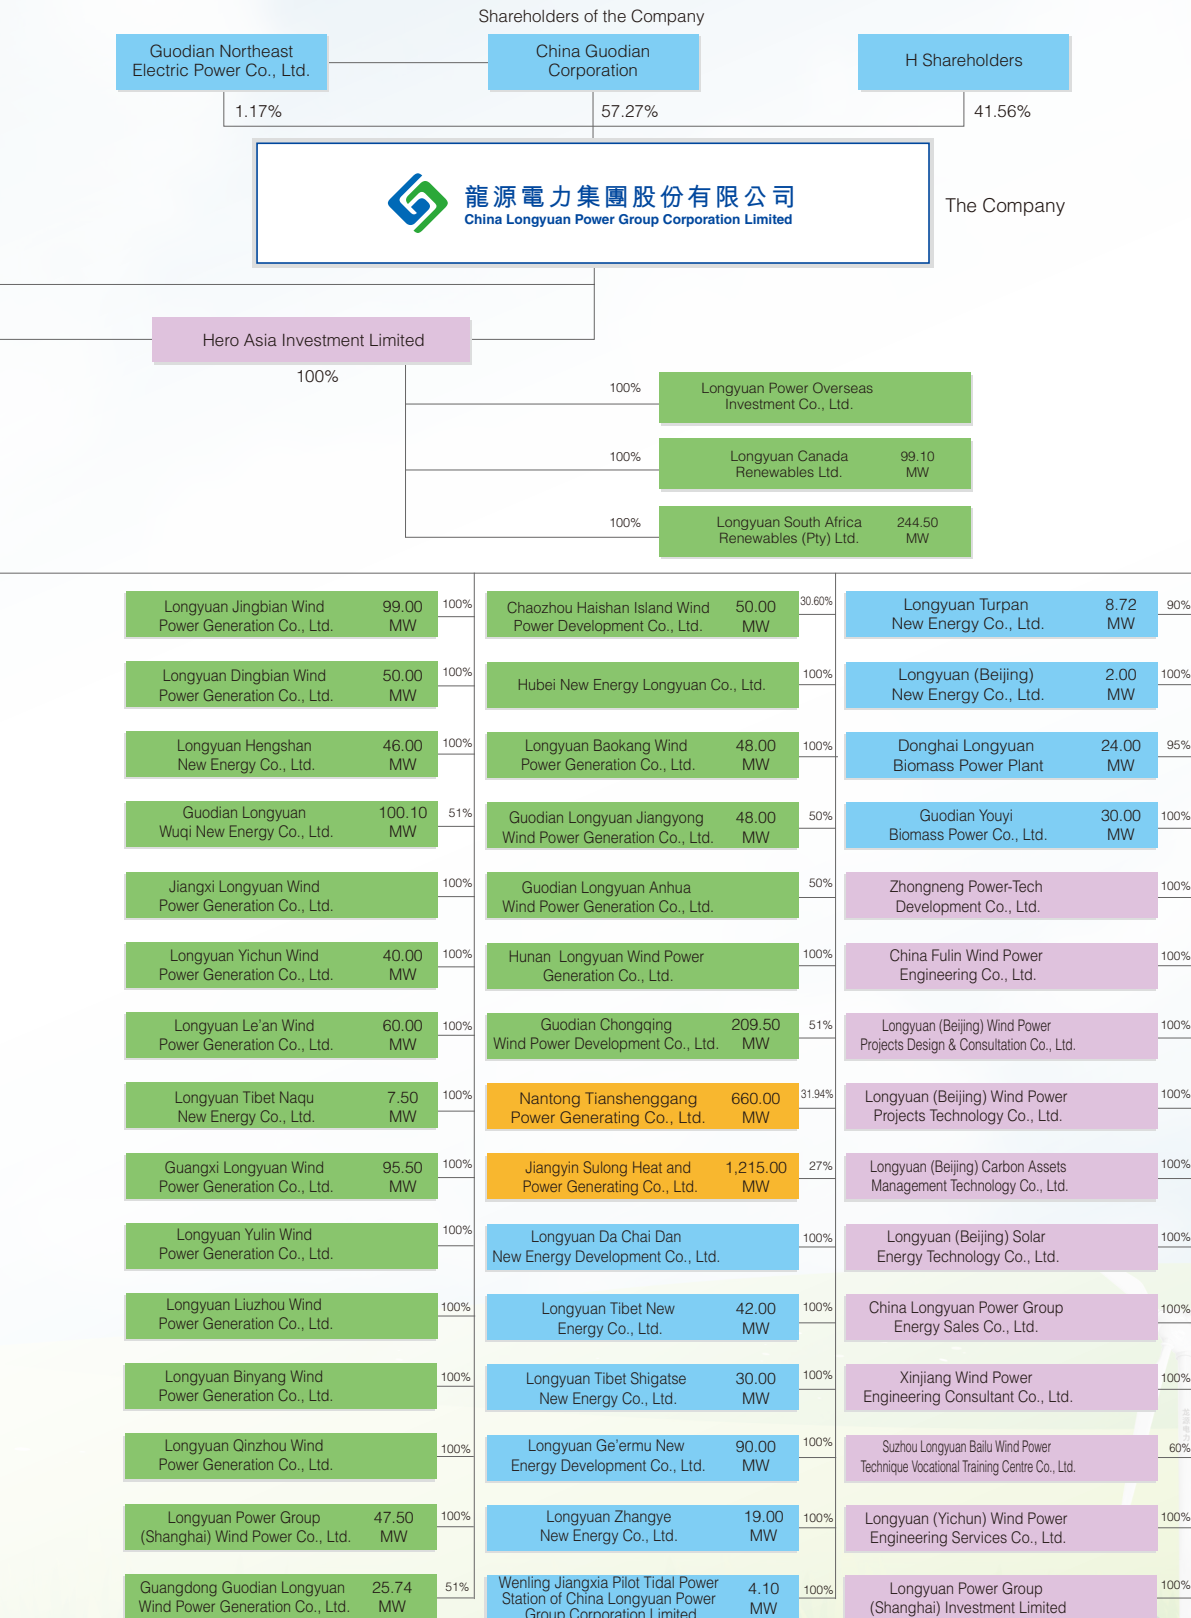 Shareholders of the Company
Guodian Northeast
Electric Power Co., Ltd.
China Guodian
Corporation
H Shareholders
1.17%
57.27%
41.56%
龍源電力集團股份有限公司
China Longyuan Power Group Corporation Limited
The Company
Hero Asia Investment Limited
100%
100%
Longyuan Power Overseas
Investment Co., Ltd.
100%
Longyuan Canada
Renewables Ltd.
99.10
MW
100%
Longyuan South Africa
Renewables (Pty) Ltd.
244.50
MW
Longyuan Jingbian Wind
Power Generation Co., Ltd.
99.00
MW
100%
Longyuan Dingbian Wind
Power Generation Co., Ltd.
50.00
MW
100%
Longyuan Hengshan
New Energy Co., Ltd.
46.00
MW
100%
Guodian Longyuan
Wuqi New Energy Co., Ltd.
100.10
MW
51%
Jiangxi Longyuan Wind
Power Generation Co., Ltd.
100%
Longyuan Yichun Wind
Power Generation Co., Ltd.
40.00
MW
100%
Longyuan Le'an Wind
Power Generation Co., Ltd.
60.00
MW
100%
Longyuan Tibet Naqu
New Energy Co., Ltd.
7.50
MW
100%
Guangxi Longyuan Wind
Power Generation Co., Ltd.
95.50
MW
100%
Longyuan Yulin Wind
Power Generation Co., Ltd.
100%
Longyuan Liuzhou Wind
Power Generation Co., Ltd.
100%
Longyuan Binyang Wind
Power Generation Co., Ltd.
100%
Longyuan Qinzhou Wind
Power Generation Co., Ltd.
100%
Longyuan Power Group
(Shanghai) Wind Power Co., Ltd.
47.50
MW
100%
Guangdong Guodian Longyuan
Wind Power Generation Co., Ltd.
25.74
MW
51%
Chaozhou Haishan Island Wind
Power Development Co., Ltd.
50.00
MW
30.60%
Hubei New Energy Longyuan Co., Ltd.
100%
Longyuan Baokang Wind
Power Generation Co., Ltd.
48.00
MW
100%
Guodian Longyuan Jiangyong
Wind Power Generation Co., Ltd.
48.00
MW
50%
Guodian Longyuan Anhua
Wind Power Generation Co., Ltd.
50%
Hunan Longyuan Wind Power
Generation Co., Ltd.
100%
Guodian Chongqing
Wind Power Development Co., Ltd.
209.50
MW
51%
Nantong Tianshenggang
Power Generating Co., Ltd.
660.00
MW
31.94%
Jiangyin Sulong Heat and
Power Generating Co., Ltd.
1,215.00
MW
27%
Longyuan Da Chai Dan
New Energy Development Co., Ltd.
100%
Longyuan Tibet New
Energy Co., Ltd.
42.00
MW
100%
Longyuan Tibet Shigatse
New Energy Co., Ltd.
30.00
MW
100%
Longyuan Ge'ermu New
Energy Development Co., Ltd.
90.00
MW
100%
Longyuan Zhangye
New Energy Co., Ltd.
19.00
MW
100%
Wenling Jiangxia Pilot Tidal Power
Station of China Longyuan Power
Group Corporation Limited
4.10
MW
100%
Longyuan Turpan
New Energy Co., Ltd.
8.72
MW
90%
Longyuan (Beijing)
New Energy Co., Ltd.
2.00
MW
100%
Donghai Longyuan
Biomass Power Plant
24.00
MW
95%
Guodian Youyi
Biomass Power Co., Ltd.
30.00
MW
100%
Zhongneng Power-Tech
Development Co., Ltd.
100%
China Fulin Wind Power
Engineering Co., Ltd.
100%
Longyuan (Beijing) Wind Power
Projects Design & Consultation Co., Ltd.
100%
Longyuan (Beijing) Wind Power
Projects Technology Co., Ltd.
100%
Longyuan (Beijing) Carbon Assets
Management Technology Co., Ltd.
100%
Longyuan (Beijing) Solar
Energy Technology Co., Ltd.
100%
China Longyuan Power Group
Energy Sales Co., Ltd.
100%
Xinjiang Wind Power
Engineering Consultant Co., Ltd.
100%
Suzhou Longyuan Bailu Wind Power
Technique Vocational Training Centre Co., Ltd.
60%
Longyuan (Yichun) Wind Power
Engineering Services Co., Ltd.
100%
Longyuan Power Group
(Shanghai) Investment Limited
100%